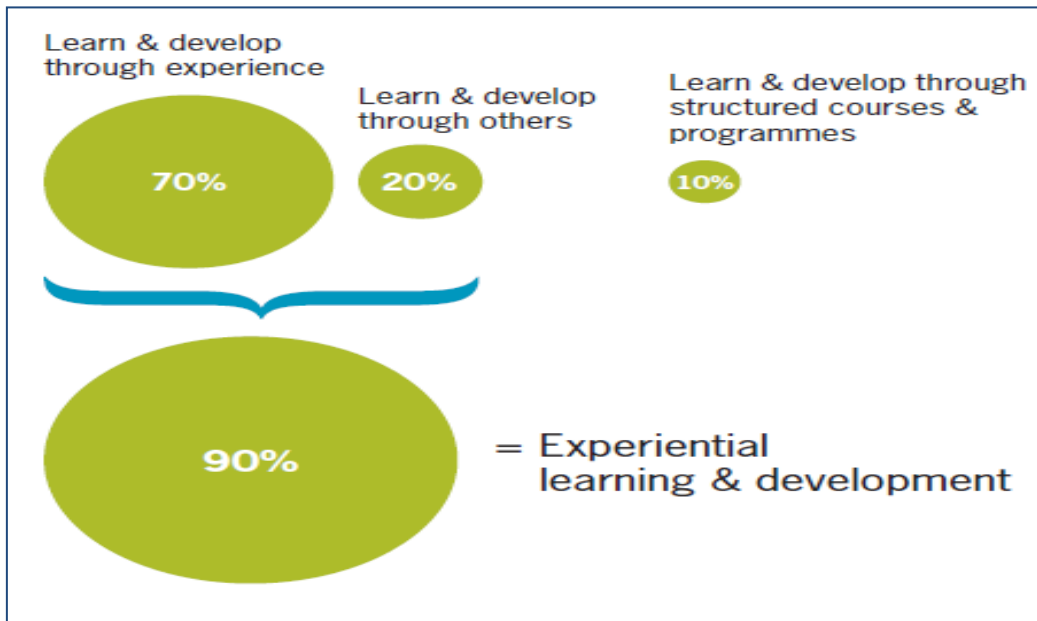 Learn & develop
through experience
70%
Learn & develop
through others
20%
Learn & develop through
structured courses &
programmes
10%
90%
= Experiential
learning & development